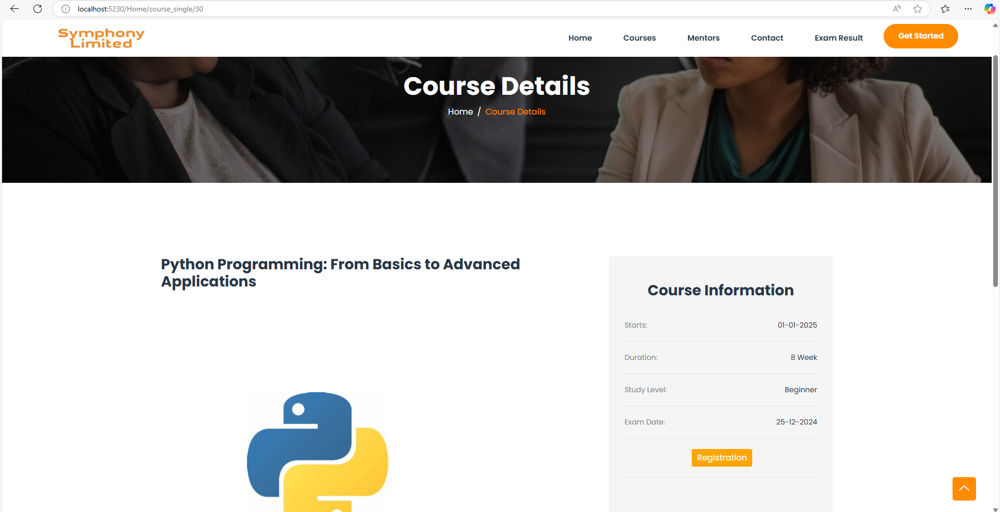 localhost:5230/Home/course_single/30
Symphony
Limited
Home
Courses
Mentors
Contact
Exam Result
Get Started
Course Details
Home / Course Details
Python Programming: From Basics to Advanced
Applications
Course Information
Starts: 01-01-2025
Duration: 8 Week
Study Level: Beginner
Exam Date: 25-12-2024
Registration